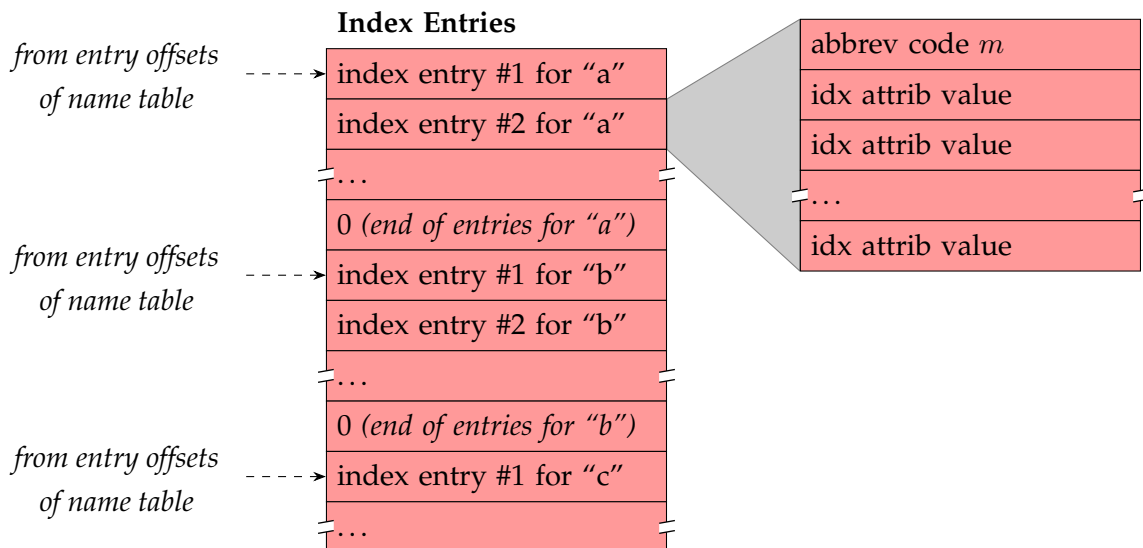 Index Entries
from entry offsets
of name table
index entry #1 for “a”
index entry #2 for “a”
...
0 (end of entries for “a”)
from entry offsets
of name table
index entry #1 for “b”
index entry #2 for “b”
...
0 (end of entries for “b”)
from entry offsets
of name table
index entry #1 for “c”
...
abbrev code m
idx attrib value
idx attrib value
...
idx attrib value